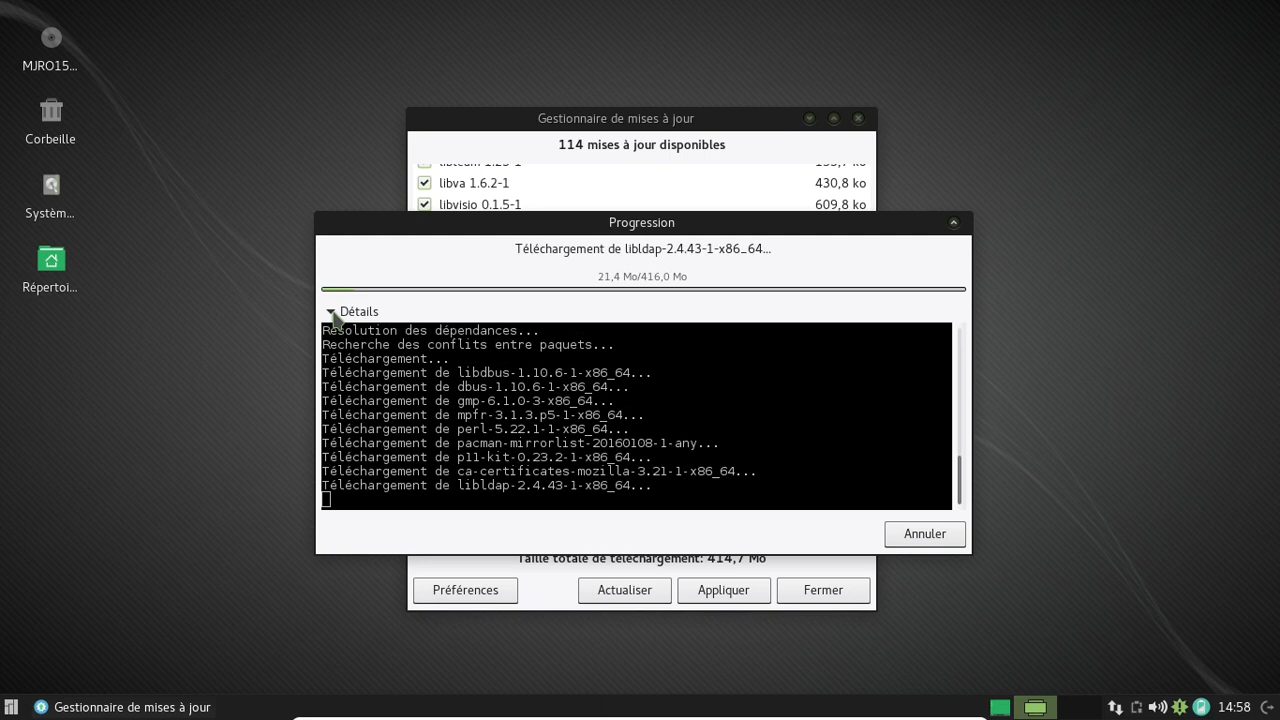 MJRO15...
Corbeille
Systèm...
Répertoi...
Gestionnaire de mises à jour
114 mises à jour disponibles
libva 1.6.2-1 430,8 ko
libvisio 0.1.5-1 609,8 ko
Progression
Téléchargement de libldap-2.4.43-1-x86_64...
21,4 Mo/416,0 Mo
Détails
Résolution des dépendances...
Recherche des conflits entre paquets...
Téléchargement...
Téléchargement de libdbus-1.10.6-1-x86_64...
Téléchargement de dbus-1.10.6-1-x86_64...
Téléchargement de gmp-6.1.0-3-x86_64...
Téléchargement de mpfr-3.1.3.p5-1-x86_64...
Téléchargement de perl-5.22.1-1-x86_64...
Téléchargement de pacman-mirrorlist-20160108-1-any...
Téléchargement de p11-kit-0.23.2-1-x86_64...
Téléchargement de ca-certificates-mozilla-3.21-1-x86_64...
Téléchargement de libldap-2.4.43-1-x86_64...
Annuler
Taille totale de téléchargement: 414,7 Mo
Préférences Actualiser Appliquer Fermer
Gestionnaire de mises à jour 14:58